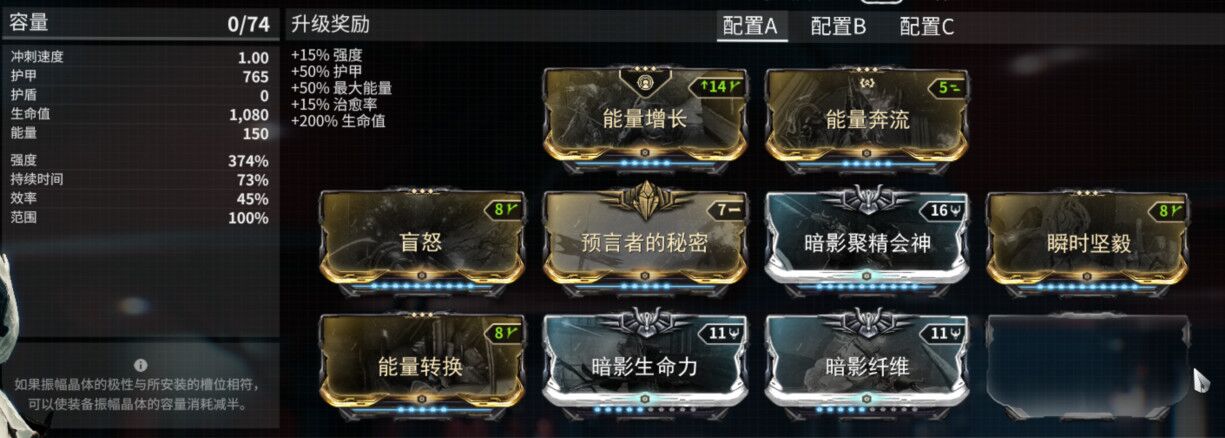 容量 0/74
冲刺速度 1.00
护甲 765
护盾 0
生命值 1,080
能量 150
强度 374%
持续时间 73%
效率 45%
范围 100%
如果振幅晶体的极性与所安装的槽位相符，
可以使装备振幅晶体的容量消耗减半。
升级奖励
+15% 强度
+50% 护甲
+50% 最大能量
+15% 治愈率
+200% 生命值
配置A 配置B 配置C
14
能量增长
5
能量奔流
8
盲怒
7
预言者的秘密
16
暗影聚精会神
8
瞬时坚毅
8
能量转换
11
暗影生命力
11
暗影纤维